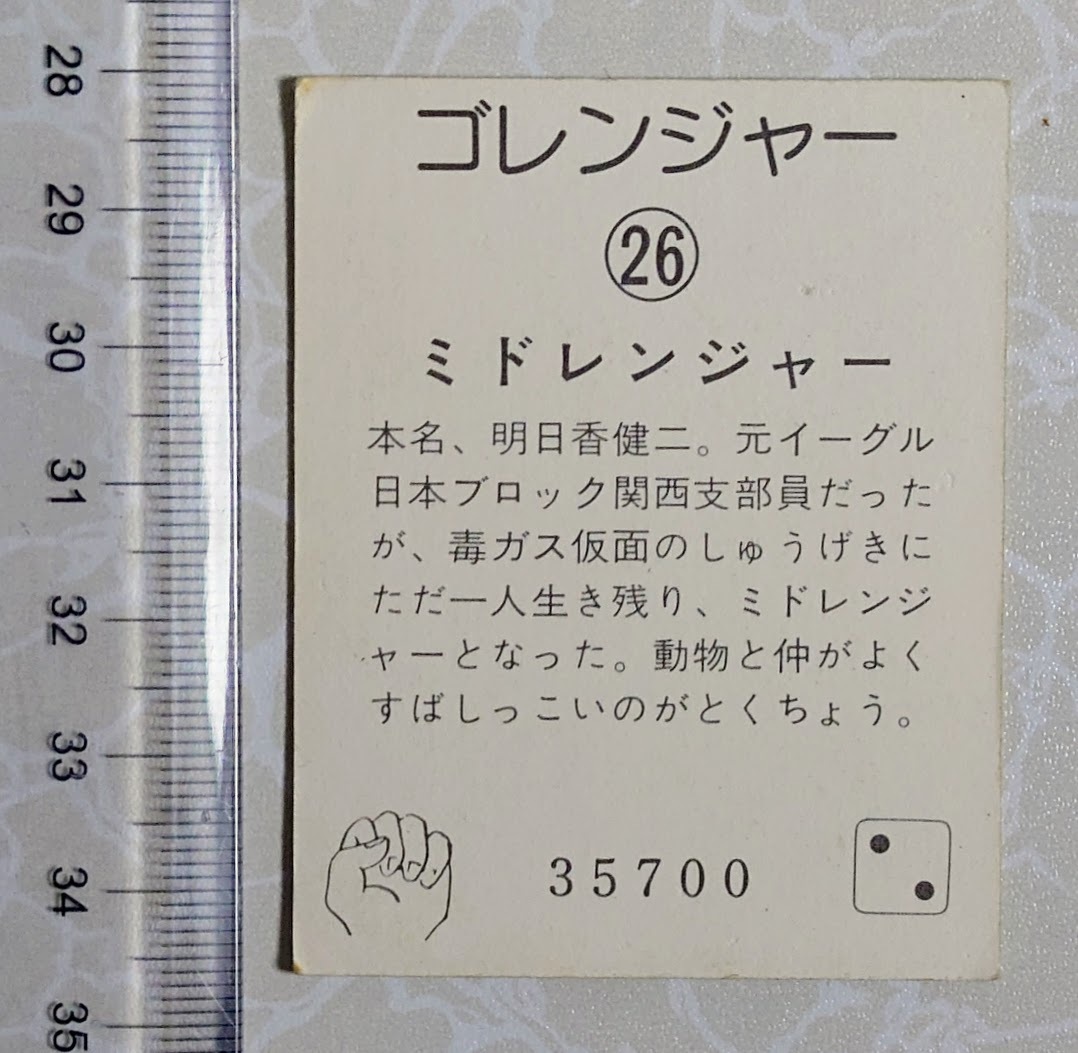 ゴレンジャー
26
ミドレンジャー
本名、明日香健二。元イーグル
日本ブロック関西支部員だった
が、毒ガス仮面のしゅうげきに
ただ一人生き残り、ミドレンジ
ャーとなった。動物と仲がよく
すばしっこいのがとくちょう。
35700
28
29
30
31
32
33
34
35